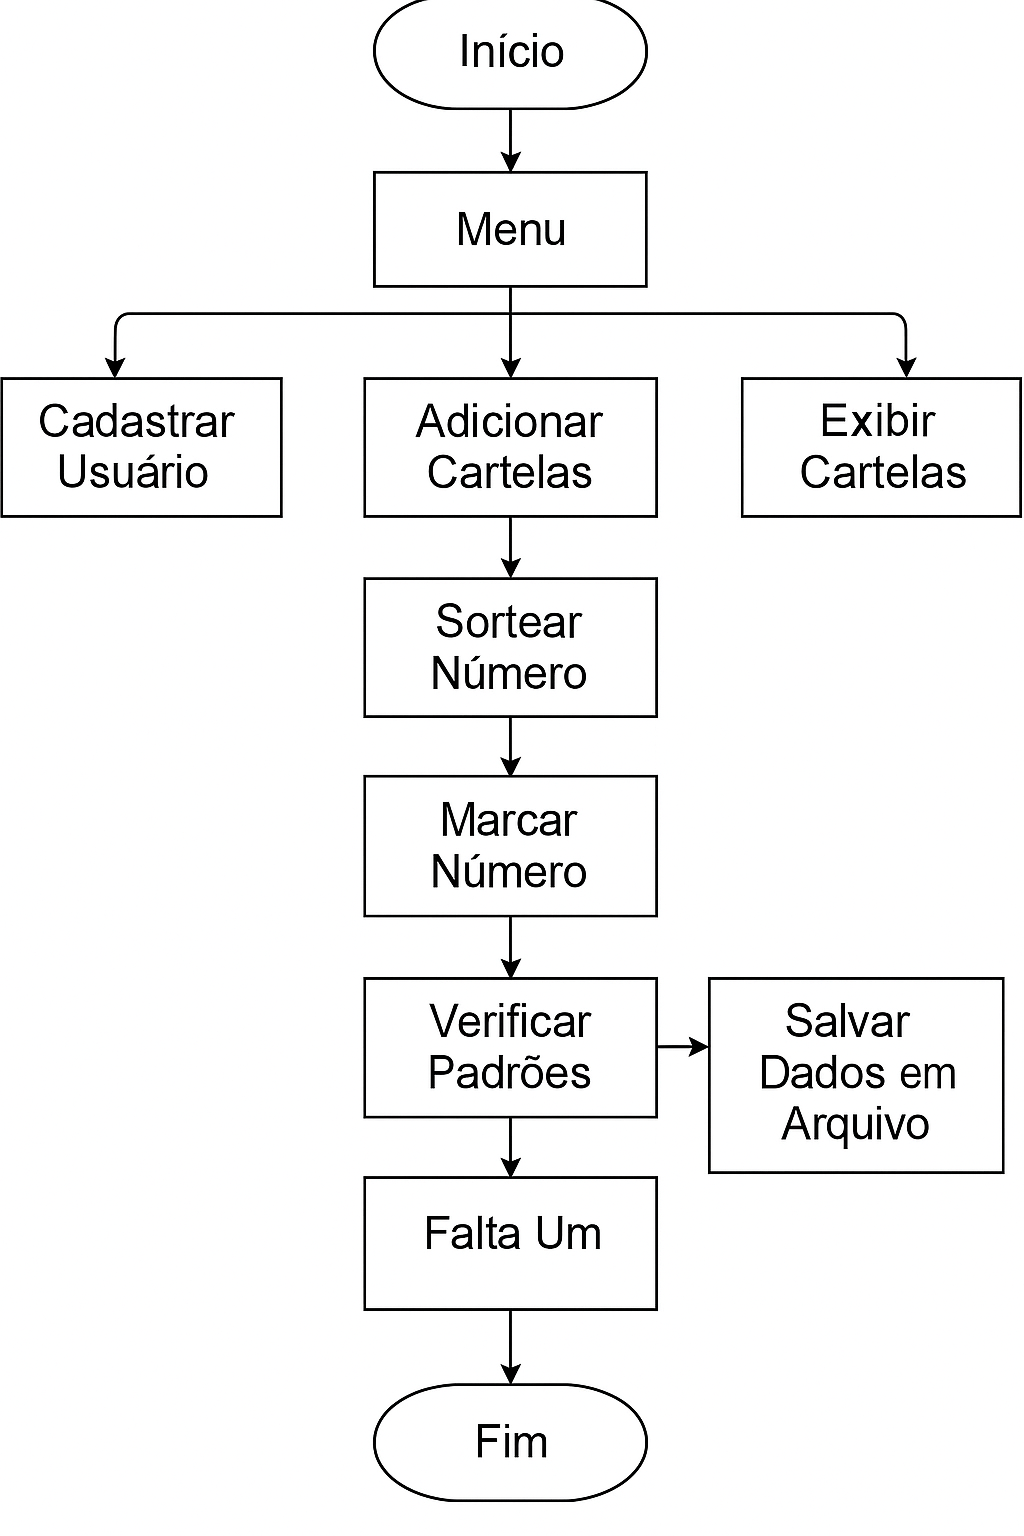 Início
Menu
Cadastrar
Usuário
Adicionar
Cartelas
Exibir
Cartelas
Sortear
Número
Marcar
Número
Verificar
Padrões
Salvar
Dados em
Arquivo
Falta Um
Fim